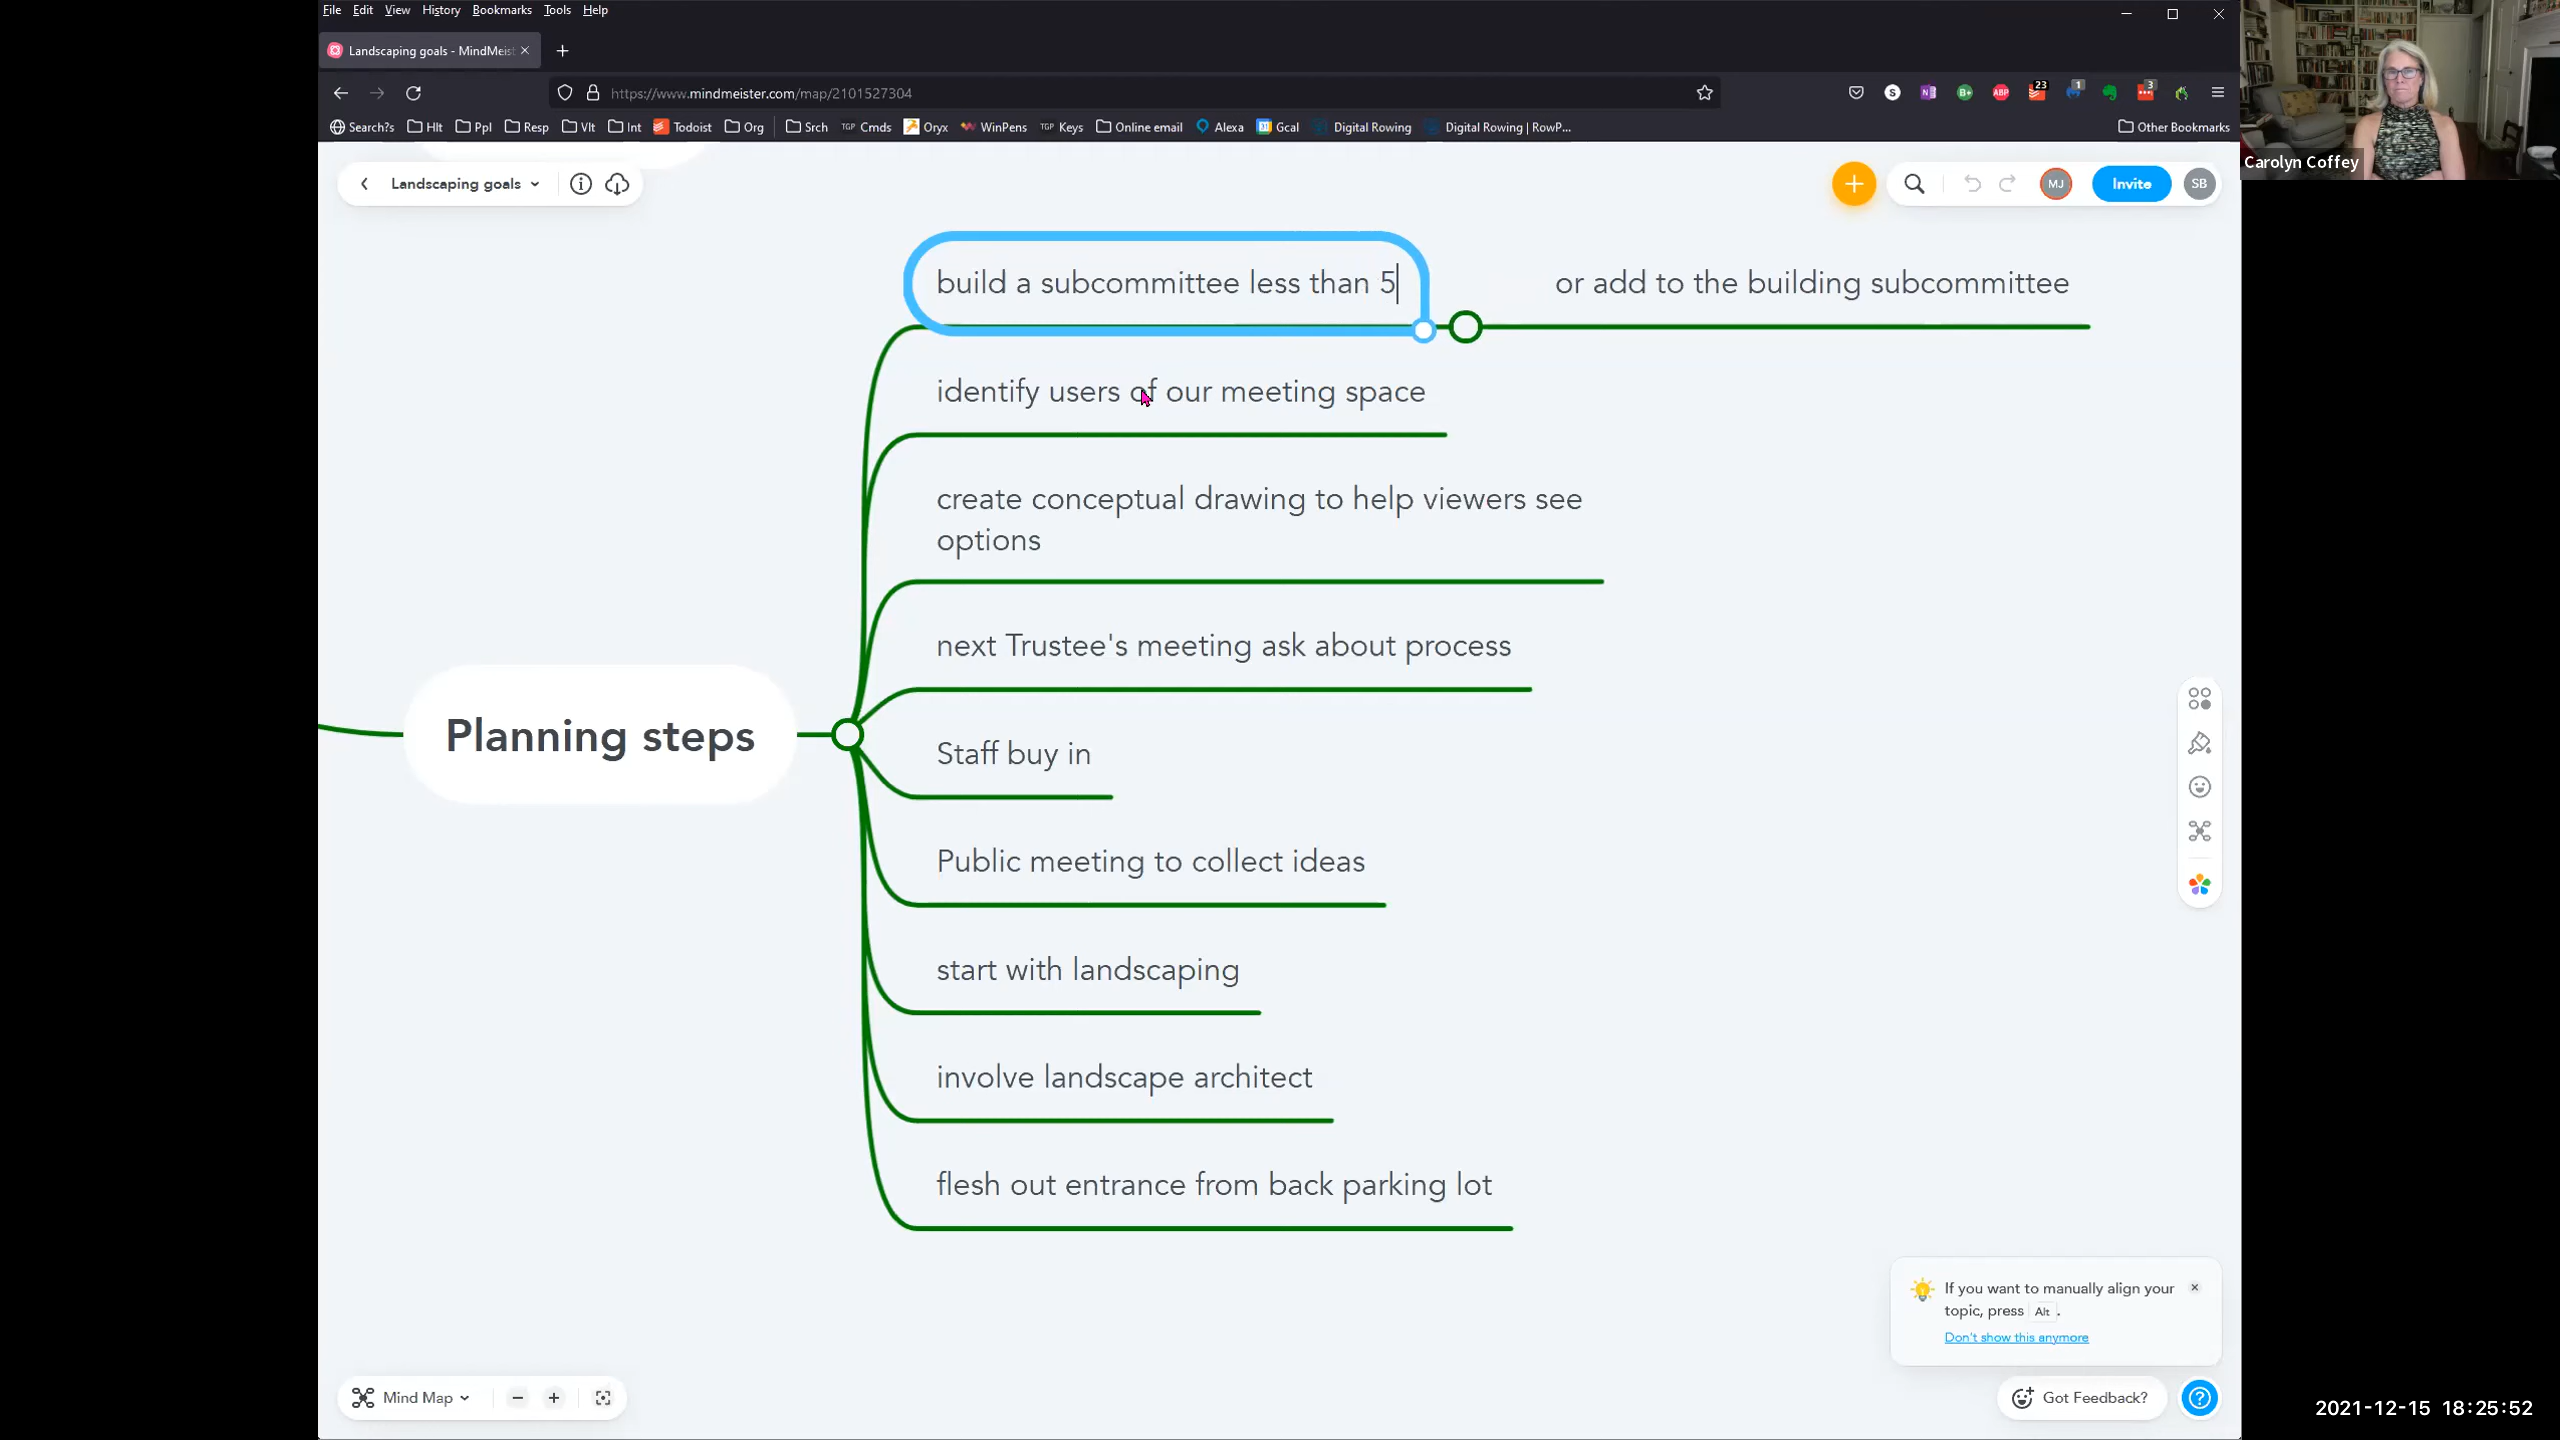 File Edit View History Bookmarks Tools Help
Landscaping goals - MindMeist
https://www.mindmeister.com/map/2101527304
S N B+ ABP 23 1 3
Search?s Hlt Ppl Resp Vlt Int Todoist Org Srch TGP Cmds Oryx WinPens TGP Keys Online email Alexa Gcal Digital Rowing Digital Rowing | RowP... Other Bookmarks
Carolyn Coffey
Landscaping goals
MJ Invite SB
build a subcommittee less than 5
or add to the building subcommittee
identify users of our meeting space
create conceptual drawing to help viewers see
options
next Trustee's meeting ask about process
Planning steps
Staff buy in
Public meeting to collect ideas
start with landscaping
involve landscape architect
flesh out entrance from back parking lot
If you want to manually align your
topic, press Alt .
Don't show this anymore
Mind Map
Got Feedback?
2021-12-15 18:25:52